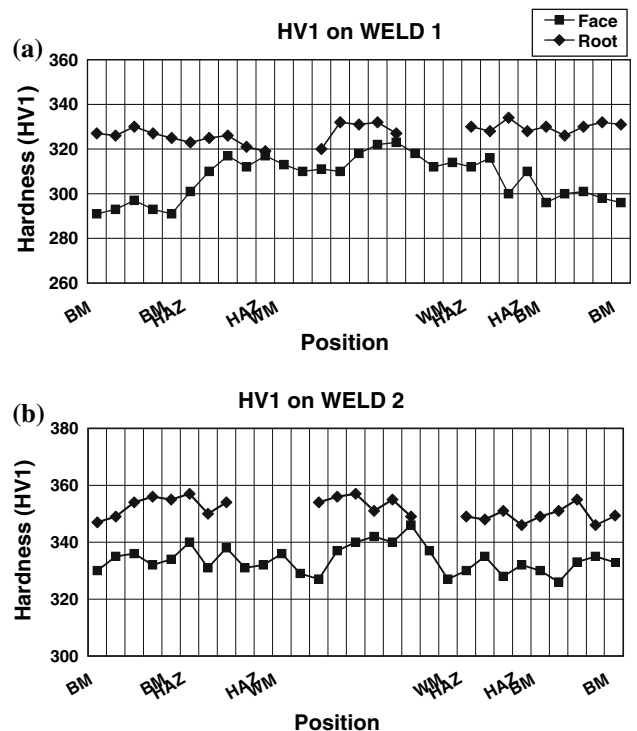 (a)
HV1 on WELD 1
Face
Root
Hardness (HV1)
360
340
320
300
280
260
BM
BM
HAZ
HAZ
WM
WM
HAZ
HAZ
BM
BM
Position
(b)
HV1 on WELD 2
Hardness (HV1)
380
360
340
320
300
BM
BM
HAZ
HAZ
WM
WM
HAZ
HAZ
BM
BM
Position